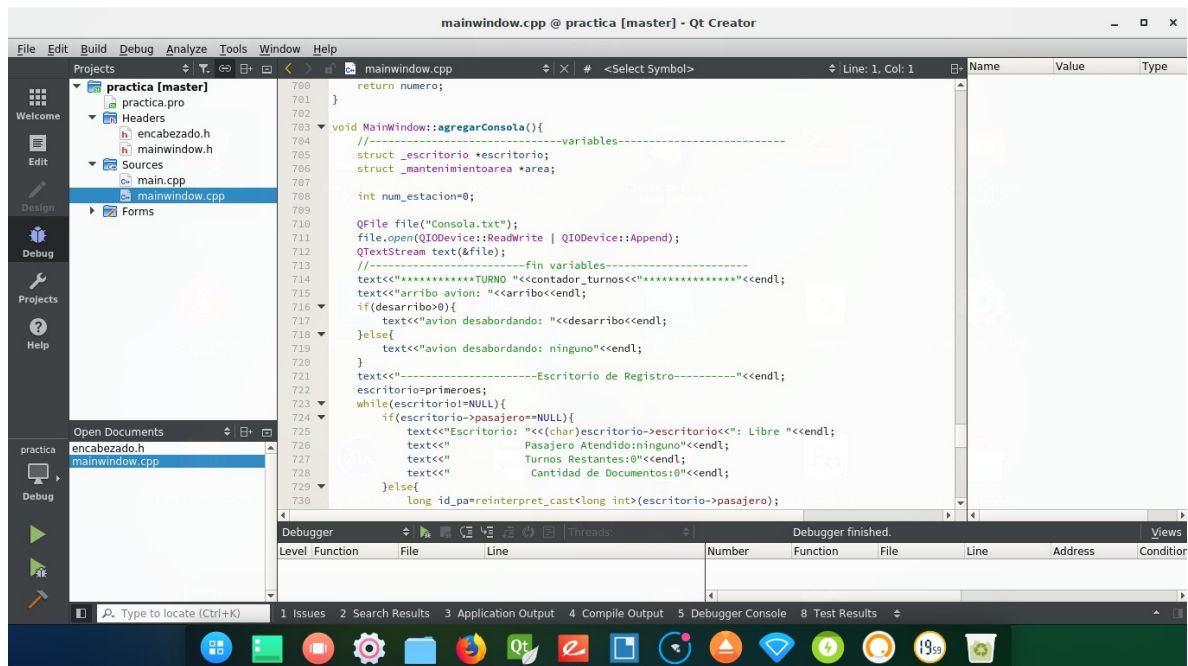 mainwindow.cpp @ practica [master] - Qt Creator
File Edit Build Debug Analyze Tools Window Help
Projects
mainwindow.cpp
# <Select Symbol>
Line: 1, Col: 1
Name Value Type
Welcome
Edit
Design
Debug
Projects
Help
practica
Debug
practica [master]
practica.pro
Headers
encabezado.h
mainwindow.h
Sources
main.cpp
mainwindow.cpp
Forms
Open Documents
encabezado.h
mainwindow.cpp
700 return numero;
701 }
702
703 void MainWindow::agregarConsola(){
704 //-------------------------------variables---------------------------
705 struct _escritorio *escritorio;
706 struct _mantenimientoarea *area;
707
708 int num_estacion=0;
709
710 QFile file("Consola.txt");
711 file.open(QIODevice::ReadWrite | QIODevice::Append);
712 QTextStream text(&file);
713 //-------------------------fin variables-----------------------
714 text<<"************TURNO "<<contador_turnos<<"***************"<<endl;
715 text<<"arribo avion: "<<arribo<<endl;
716 if(desarribo>0){
717 text<<"avion desabordando: "<<desarribo<<endl;
718 }else{
719 text<<"avion desabordando: ninguno"<<endl;
720 }
721 text<<"----------------------Escritorio de Registro----------"<<endl;
722 escritorio=primeroes;
723 while(escritorio!=NULL){
724 if(escritorio->pasajero==NULL){
725 text<<"Escritorio: "<<(char)escritorio->escritorio<<": Libre "<<endl;
726 text<<" Pasajero Atendido:ninguno"<<endl;
727 text<<" Turnos Restantes:0"<<endl;
728 text<<" Cantidad de Documentos:0"<<endl;
729 }else{
730 long id_pa=reinterpret_cast<long int>(escritorio->pasajero);
Debugger
Threads:
Debugger finished.
Views
Level Function File Line
Number Function File Line Address Condition
Type to locate (Ctrl+K)
1 Issues 2 Search Results 3 Application Output 4 Compile Output 5 Debugger Console 8 Test Results
Qt
19:59